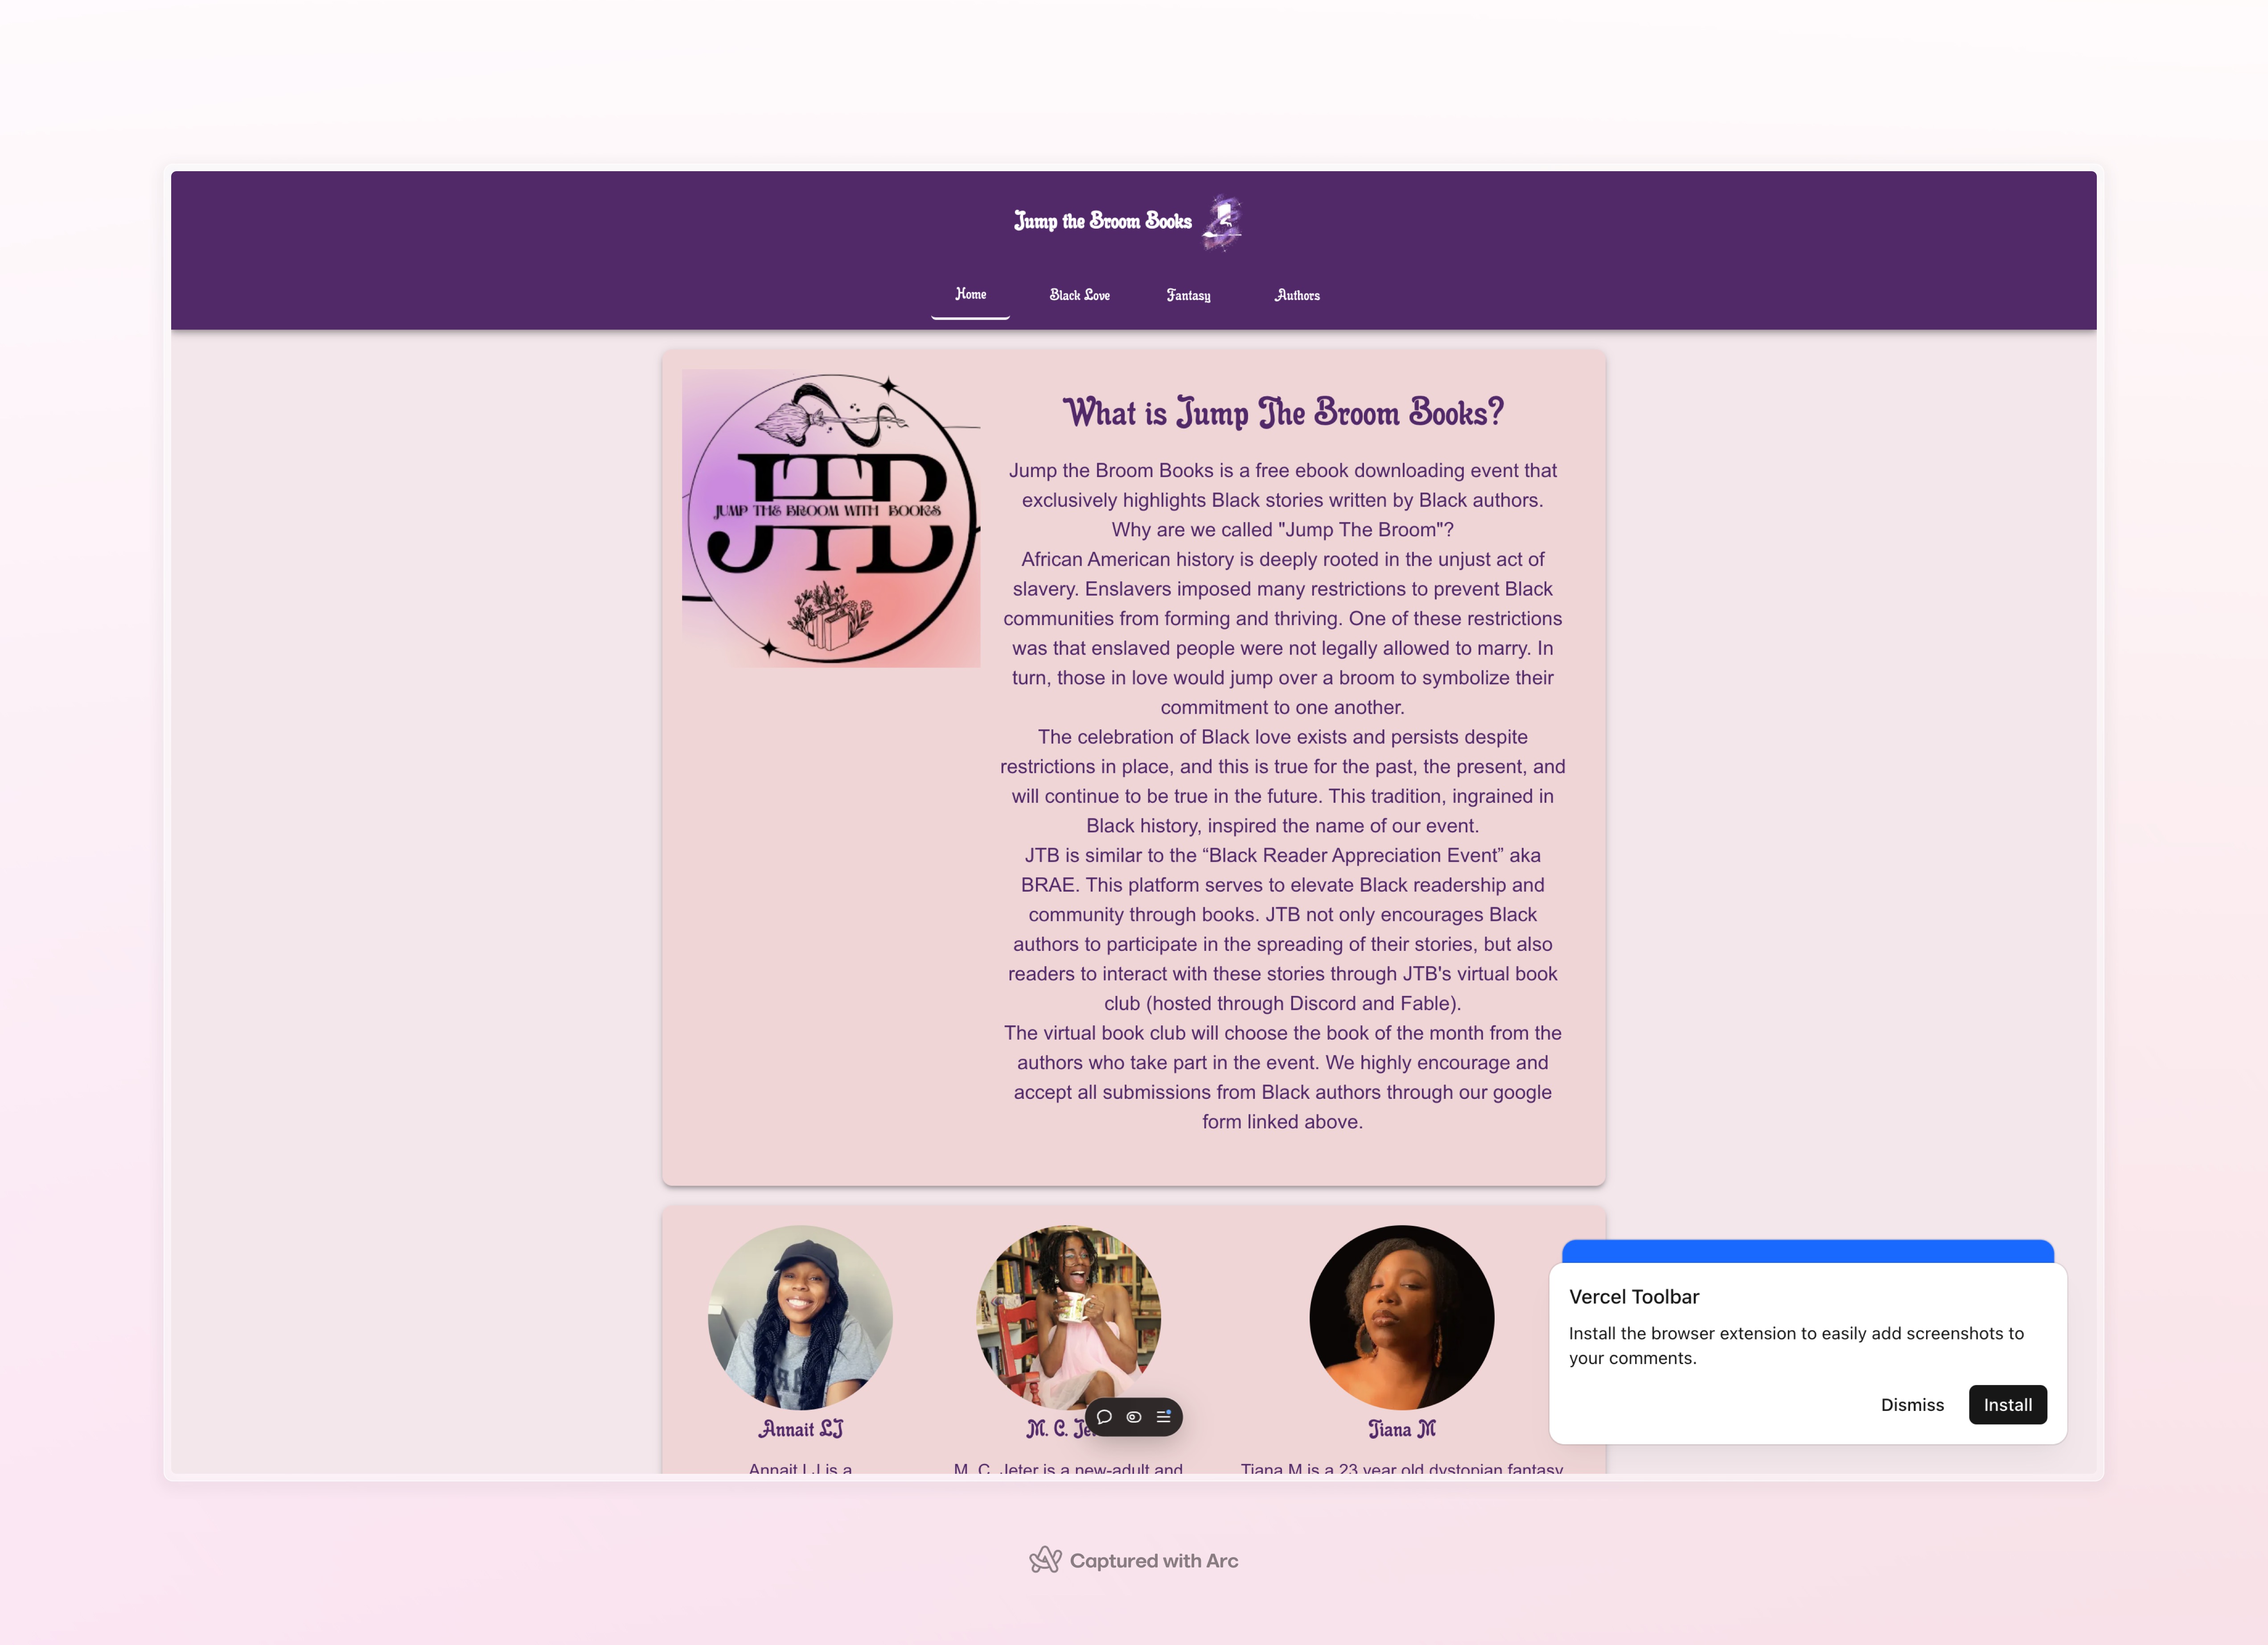 Jump the Broom Books
Home
Black Love
Fantasy
Authors
JTB
JUMP THE BROOM WITH BOOKS
What is Jump The Broom Books?
Jump the Broom Books is a free ebook downloading event that
exclusively highlights Black stories written by Black authors.
Why are we called "Jump The Broom"?
African American history is deeply rooted in the unjust act of
slavery. Enslavers imposed many restrictions to prevent Black
communities from forming and thriving. One of these restrictions
was that enslaved people were not legally allowed to marry. In
turn, those in love would jump over a broom to symbolize their
commitment to one another.
The celebration of Black love exists and persists despite
restrictions in place, and this is true for the past, the present, and
will continue to be true in the future. This tradition, ingrained in
Black history, inspired the name of our event.
JTB is similar to the “Black Reader Appreciation Event” aka
BRAE. This platform serves to elevate Black readership and
community through books. JTB not only encourages Black
authors to participate in the spreading of their stories, but also
readers to interact with these stories through JTB's virtual book
club (hosted through Discord and Fable).
The virtual book club will choose the book of the month from the
authors who take part in the event. We highly encourage and
accept all submissions from Black authors through our google
form linked above.
Annait LJ
Annait LJ is a
M. C.
M. C. Jeter is a new-adult and
Tiana M
Tiana M is a 23 year old dystopian fantasy
Vercel Toolbar
Install the browser extension to easily add screenshots to
your comments.
Dismiss
Install
Captured with Arc